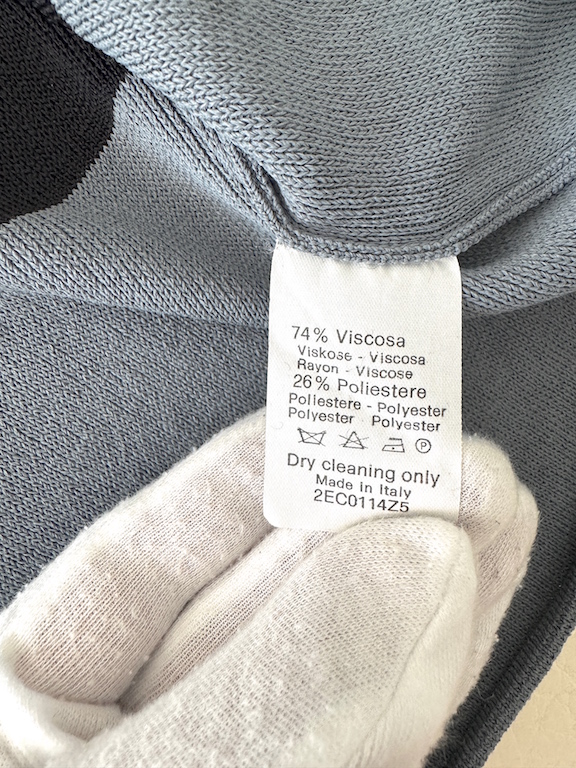 74% Viscosa
Viskose - Viscosa
Rayon - Viscose
26% Poliestere
Poliestere - Polyester
Polyester Polyester
P
Dry cleaning only
Made in Italy
2EC0114Z5